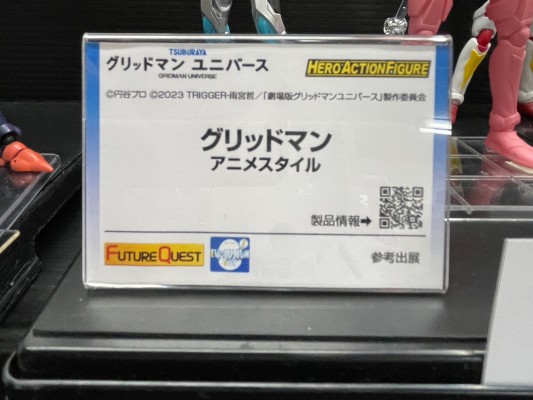 TSUBURAYA
グリッドマン ユニバース
GRIDMAN UNIVERSE
HERO ACTION FIGURE
©円谷プロ ©2023 TRIGGER・雨宮哲／「劇場版グリッドマンユニバース」製作委員会
グリッドマン
アニメスタイル
製品情報➡
FUTURE QUEST
参考出展